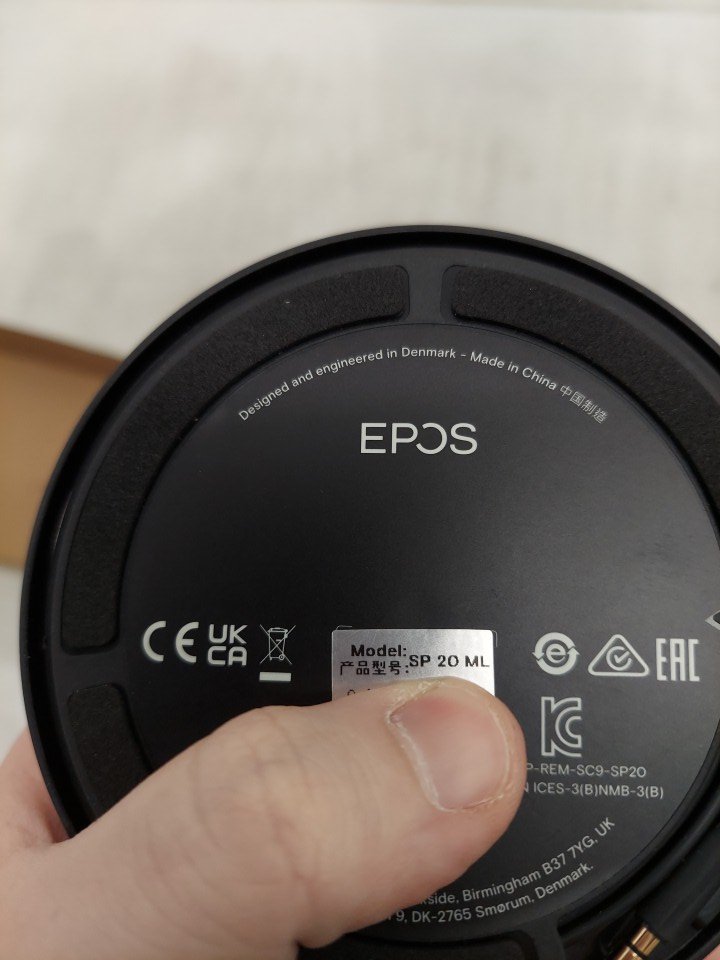 Designed and engineered in Denmark - Made in China 中国制造
EPOS
CE UK CA
Model: SP 20 ML
产品型号:
EAC
-REM-SC9-SP20
ICES-3(B)NMB-3(B)
Birmingham B37 7YG, UK
DK-2765 Smørum, Denmark.